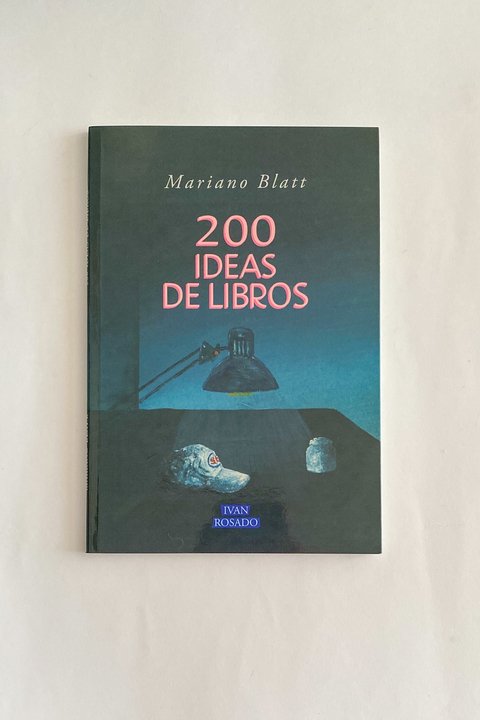 Mariano Blatt
200
IDEAS
DE LIBROS
IVAN
ROSADO